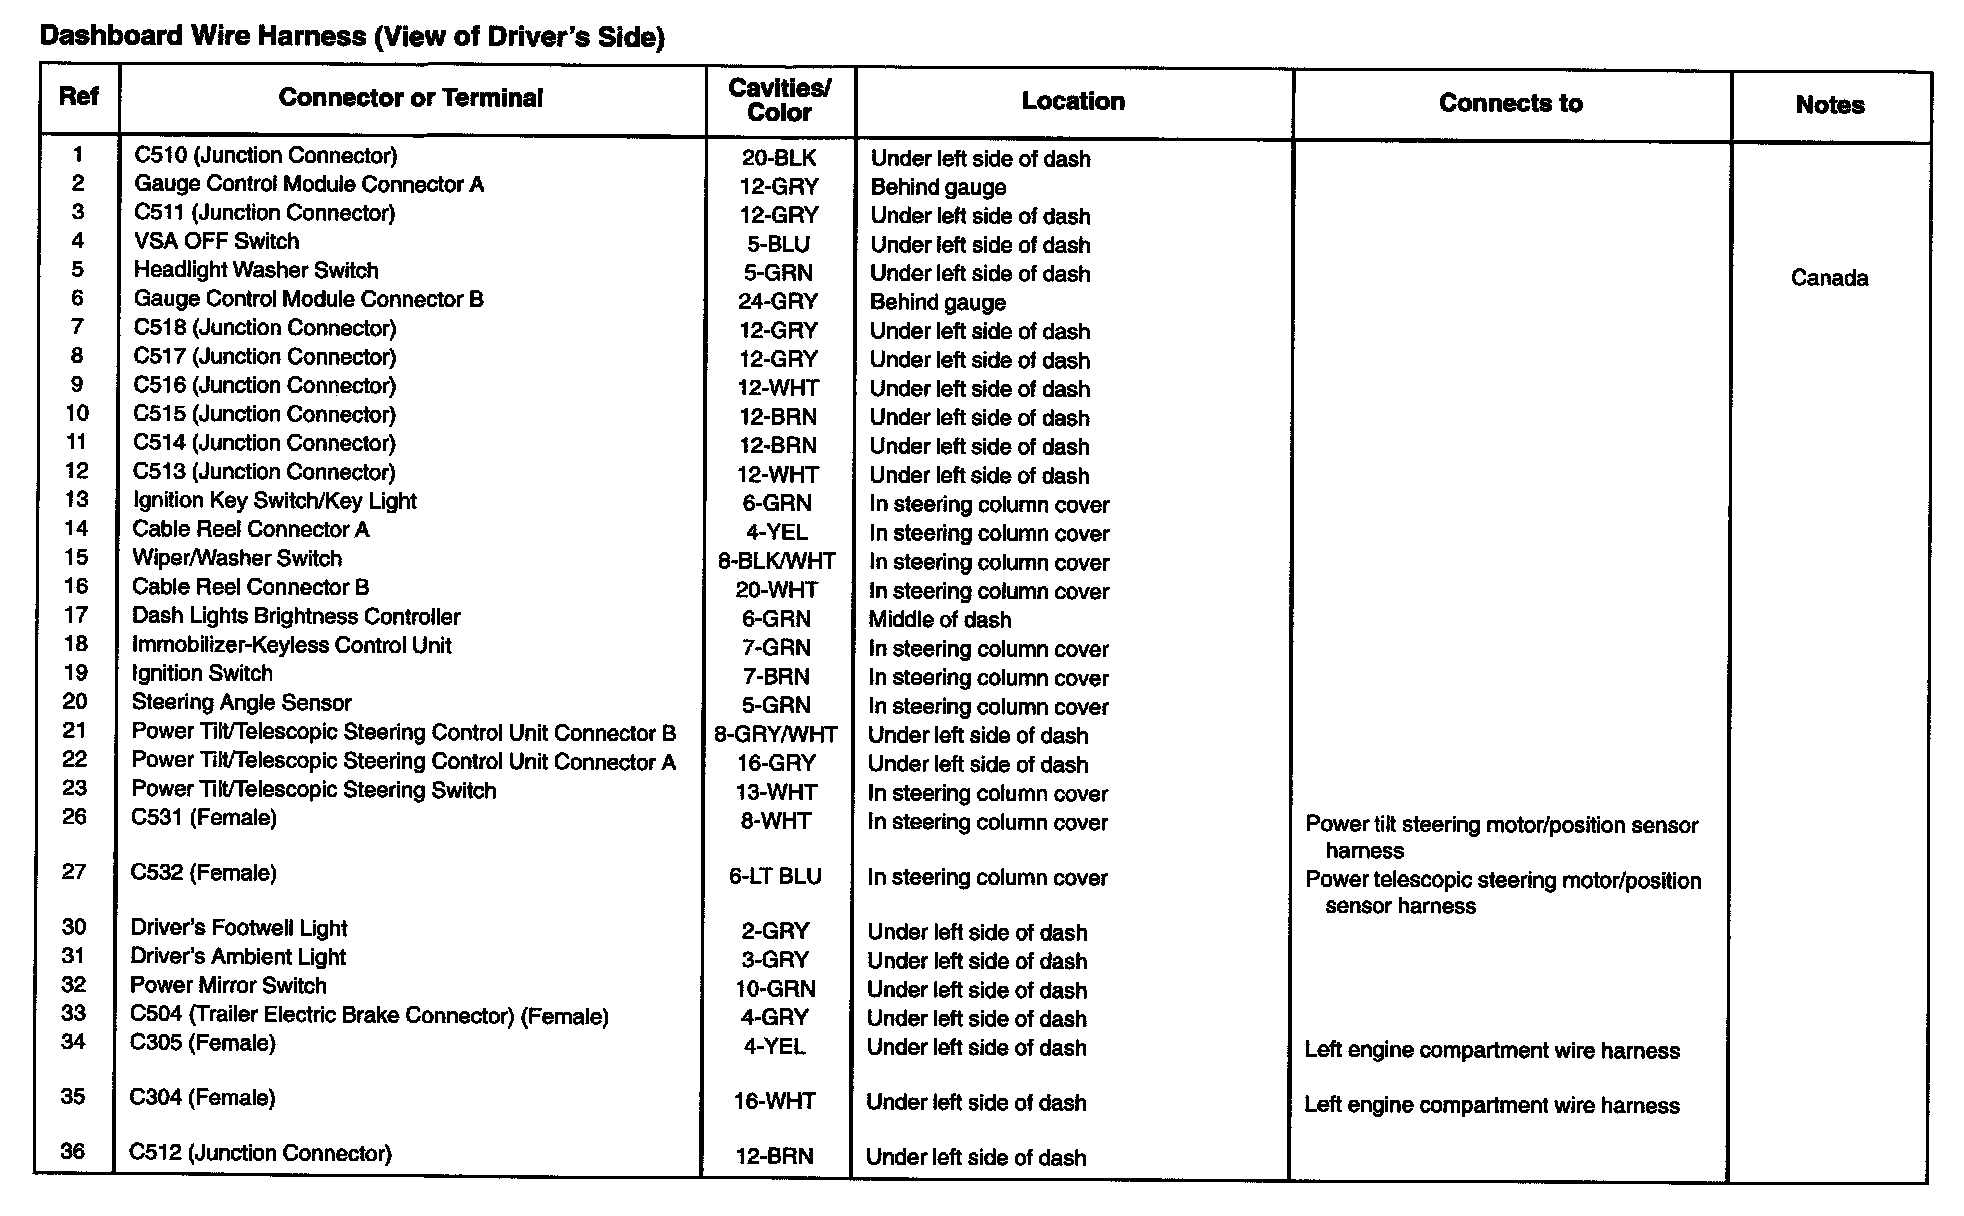 Dashboard Wire Harness (View of Driver's Side)
Ref Connector or Terminal Cavities/ Color Location Connects to Notes
1 C510 (Junction Connector) 20-BLK Under left side of dash
2 Gauge Control Module Connector A 12-GRY Behind gauge
3 C511 (Junction Connector) 12-GRY Under left side of dash
4 VSA OFF Switch 5-BLU Under left side of dash
5 Headlight Washer Switch 5-GRN Under left side of dash Canada
6 Gauge Control Module Connector B 24-GRY Behind gauge
7 C518 (Junction Connector) 12-GRY Under left side of dash
8 C517 (Junction Connector) 12-GRY Under left side of dash
9 C516 (Junction Connector) 12-WHT Under left side of dash
10 C515 (Junction Connector) 12-BRN Under left side of dash
11 C514 (Junction Connector) 12-BRN Under left side of dash
12 C513 (Junction Connector) 12-WHT Under left side of dash
13 Ignition Key Switch/Key Light 6-GRN In steering column cover
14 Cable Reel Connector A 4-YEL In steering column cover
15 Wiper/Washer Switch 8-BLK/WHT In steering column cover
16 Cable Reel Connector B 20-WHT In steering column cover
17 Dash Lights Brightness Controller 6-GRN Middle of dash
18 Immobilizer-Keyless Control Unit 7-GRN In steering column cover
19 Ignition Switch 7-BRN In steering column cover
20 Steering Angle Sensor 5-GRN In steering column cover
21 Power Tilt/Telescopic Steering Control Unit Connector B 8-GRY/WHT Under left side of dash
22 Power Tilt/Telescopic Steering Control Unit Connector A 16-GRY Under left side of dash
23 Power Tilt/Telescopic Steering Switch 13-WHT In steering column cover
26 C531 (Female) 8-WHT In steering column cover Power tilt steering motor/position sensor
harness
27 C532 (Female) 6-LT BLU In steering column cover Power telescopic steering motor/position
sensor harness
30 Driver's Footwell Light 2-GRY Under left side of dash
31 Driver's Ambient Light 3-GRY Under left side of dash
32 Power Mirror Switch 10-GRN Under left side of dash
33 C504 (Trailer Electric Brake Connector) (Female) 4-GRY Under left side of dash
34 C305 (Female) 4-YEL Under left side of dash Left engine compartment wire harness
35 C304 (Female) 16-WHT Under left side of dash Left engine compartment wire harness
36 C512 (Junction Connector) 12-BRN Under left side of dash